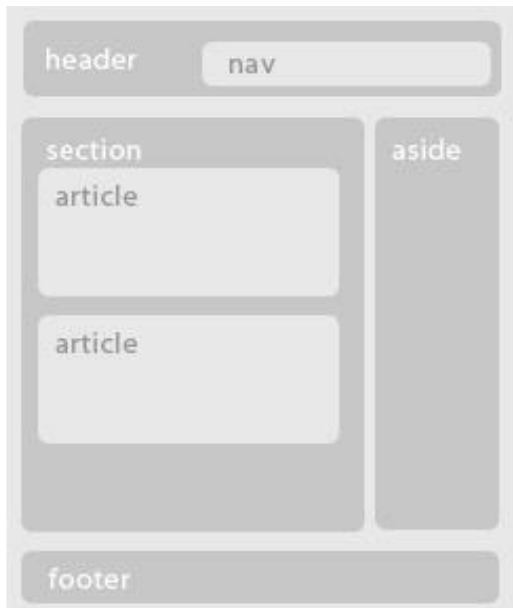 header
nav
section
aside
article
article
footer